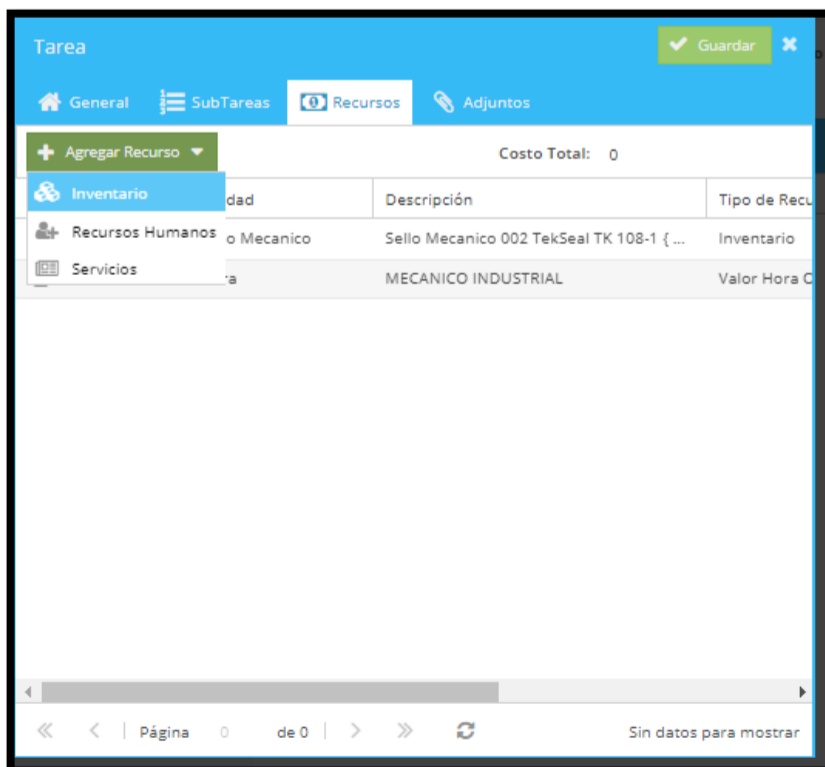 Tarea Guardar
General SubTareas Recursos Adjuntos
Agregar Recurso Costo Total: 0
Inventario dad Descripción Tipo de Recu
Recursos Humanos o Mecanico Sello Mecanico 002 TekSeal TK 108-1 { ... Inventario
Servicios ra MECANICO INDUSTRIAL Valor Hora
Página 0 de 0 Sin datos para mostrar